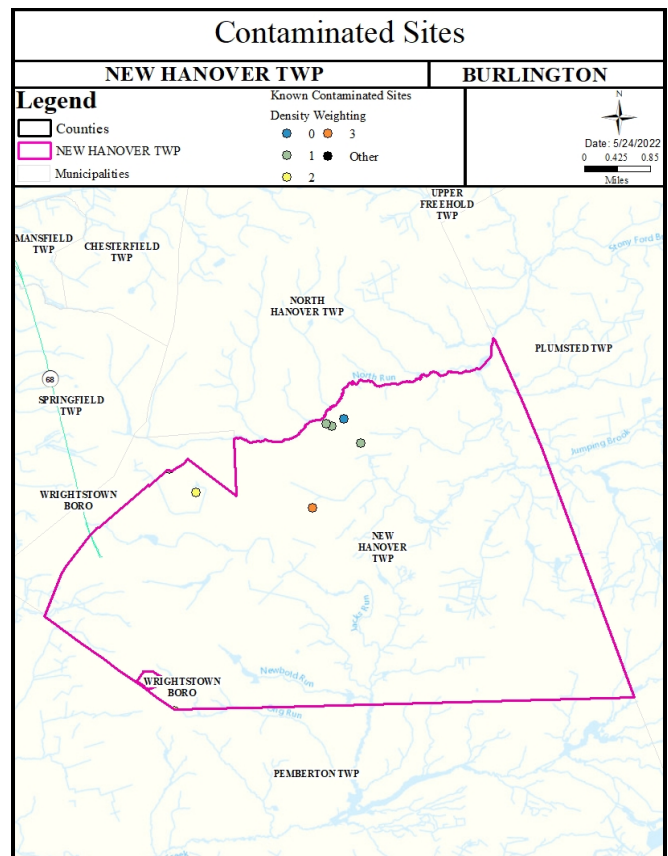 Contaminated Sites
NEW HANOVER TWP
BURLINGTON
Legend
Counties
NEW HANOVER TWP
Municipalities
Known Contaminated Sites
Density Weighting
0
3
1
Other
2
N
Date: 5/24/2022
0 0.425 0.85
Miles
UPPER
FREEHOLD
TWP
MANSFIELD
TWP
CHESTERFIELD
TWP
NORTH
HANOVER TWP
PLUMSTED TWP
North Run
68
SPRINGFIELD
TWP
Jumping Brook
WRIGHTSTOWN
BORO
NEW
HANOVER
TWP
Jacks Run
Newbold Run
WRIGHTSTOWN
BORO
Run
PEMBERTON TWP